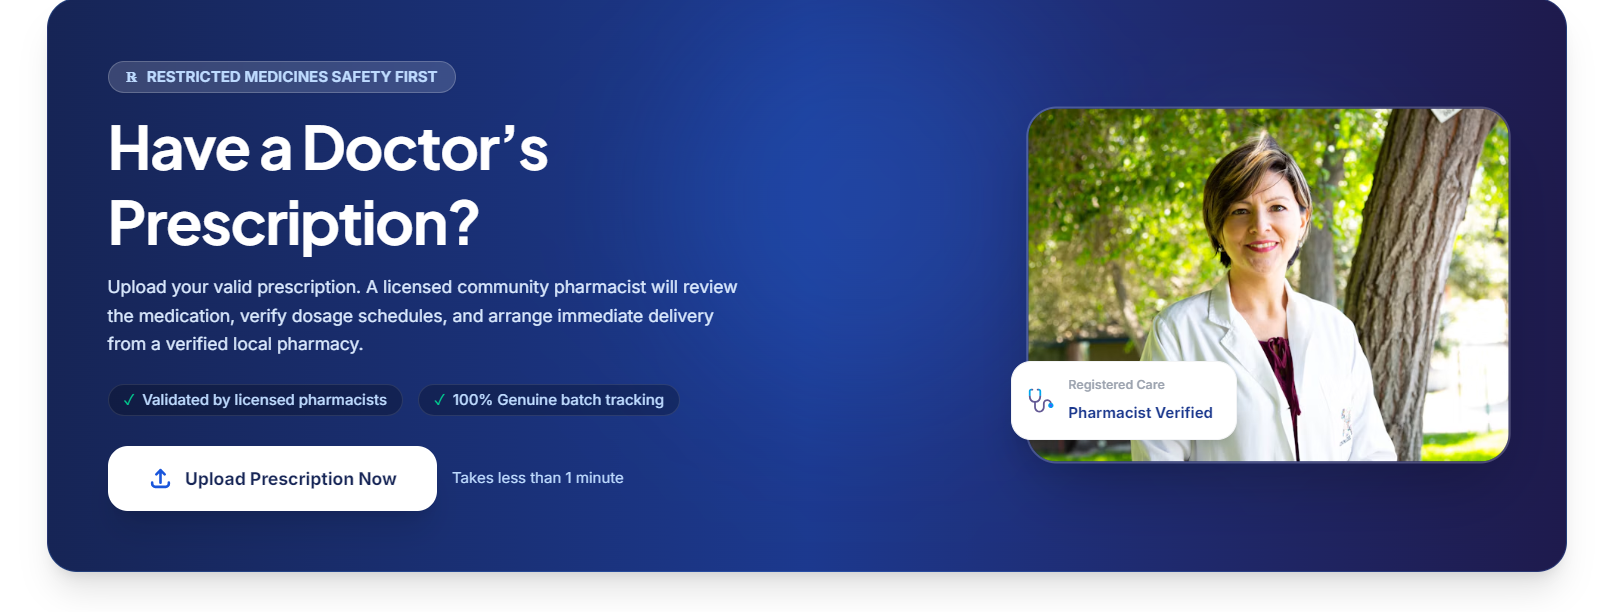 ℞ RESTRICTED MEDICINES SAFETY FIRST
Have a Doctor’s
Prescription?
Upload your valid prescription. A licensed community pharmacist will review
the medication, verify dosage schedules, and arrange immediate delivery
from a verified local pharmacy.
✓ Validated by licensed pharmacists
✓ 100% Genuine batch tracking
Upload Prescription Now
Takes less than 1 minute
Registered Care
Pharmacist Verified